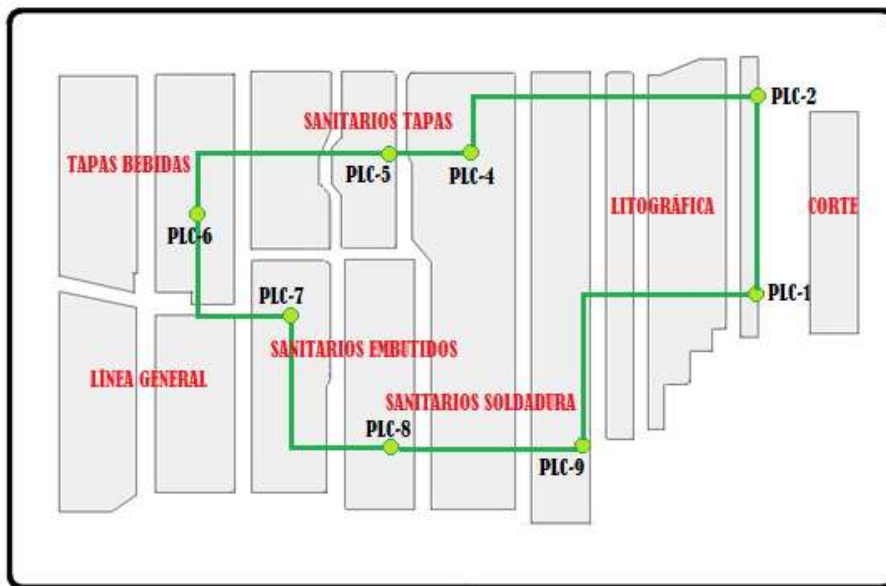 PLC-2
SANITARIOS TAPAS
TAPAS BEBIDAS
PLC-5
PLC-4
LITOGRÁFICA
CORTE
PLC-6
PLC-7
PLC-1
SANITARIOS EMBUTIDOS
LÍNEA GENERAL
SANITARIOS SOLDADURA
PLC-8
PLC-9